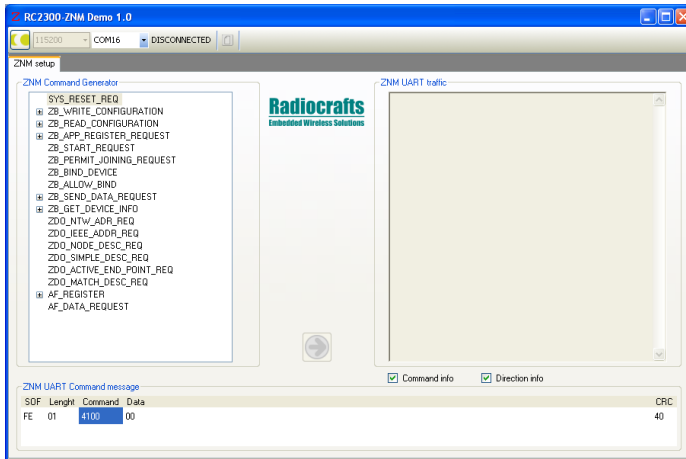 Z RC2300-ZNM Demo 1.0
115200 COM16 DISCONNECTED
ZNM setup
ZNM Command Generator
SYS_RESET_REQ
ZB_WRITE_CONFIGURATION
ZB_READ_CONFIGURATION
ZB_APP_REGISTER_REQUEST
ZB_START_REQUEST
ZB_PERMIT_JOINING_REQUEST
ZB_BIND_DEVICE
ZB_ALLOW_BIND
ZB_SEND_DATA_REQUEST
ZB_GET_DEVICE_INFO
ZDO_NTW_ADR_REQ
ZDO_IEEE_ADDR_REQ
ZDO_NODE_DESC_REQ
ZDO_SIMPLE_DESC_REQ
ZDO_ACTIVE_END_POINT_REQ
ZDO_MATCH_DESC_REQ
AF_REGISTER
AF_DATA_REQUEST
Radiocrafts
Embedded Wireless Solutions
ZNM UART traffic
Command info Direction info
ZNM UART Command message
SOF Lenght Command Data CRC
FE 01 4100 00 40